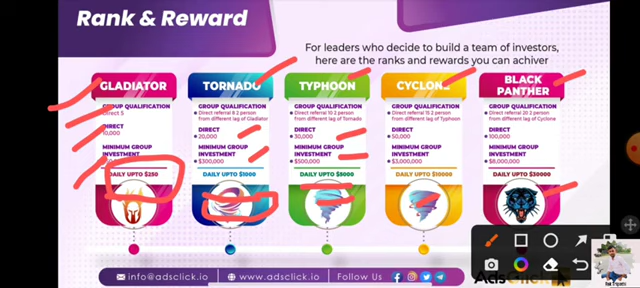 Rank & Reward
For leaders who decide to build a team of investors,
here are the ranks and rewards you can achiver
GLADIATOR
GROUP QUALIFICATION
Direct 5
DIRECT
10,000
MINIMUM GROUP
INVESTMENT
DAILY UPTO $250
TORNADO
GROUP QUALIFICATION
Direct referral 8 2 person
from different lag of Gladiator
DIRECT
20,000
MINIMUM GROUP
INVESTMENT
$300,000
DAILY UPTO $1000
TYPHOON
GROUP QUALIFICATION
Direct referral 10 2 person
from different lag of Tornado
DIRECT
30,000
MINIMUM GROUP
INVESTMENT
$500,000
DAILY UPTO $5000
CYCLONE
GROUP QUALIFICATION
Direct referral 15 2 person
from different lag of Typhoon
DIRECT
50,000
MINIMUM GROUP
INVESTMENT
$3,000,000
DAILY UPTO $10000
BLACK
PANTHER
GROUP QUALIFICATION
Direct referral 20 2 person
from different lag of Cyclone
DIRECT
100,000
MINIMUM GROUP
INVESTMENT
$8,000,000
DAILY UPTO $30000
info@adsclick.io
www.adsclick.io
Follow Us